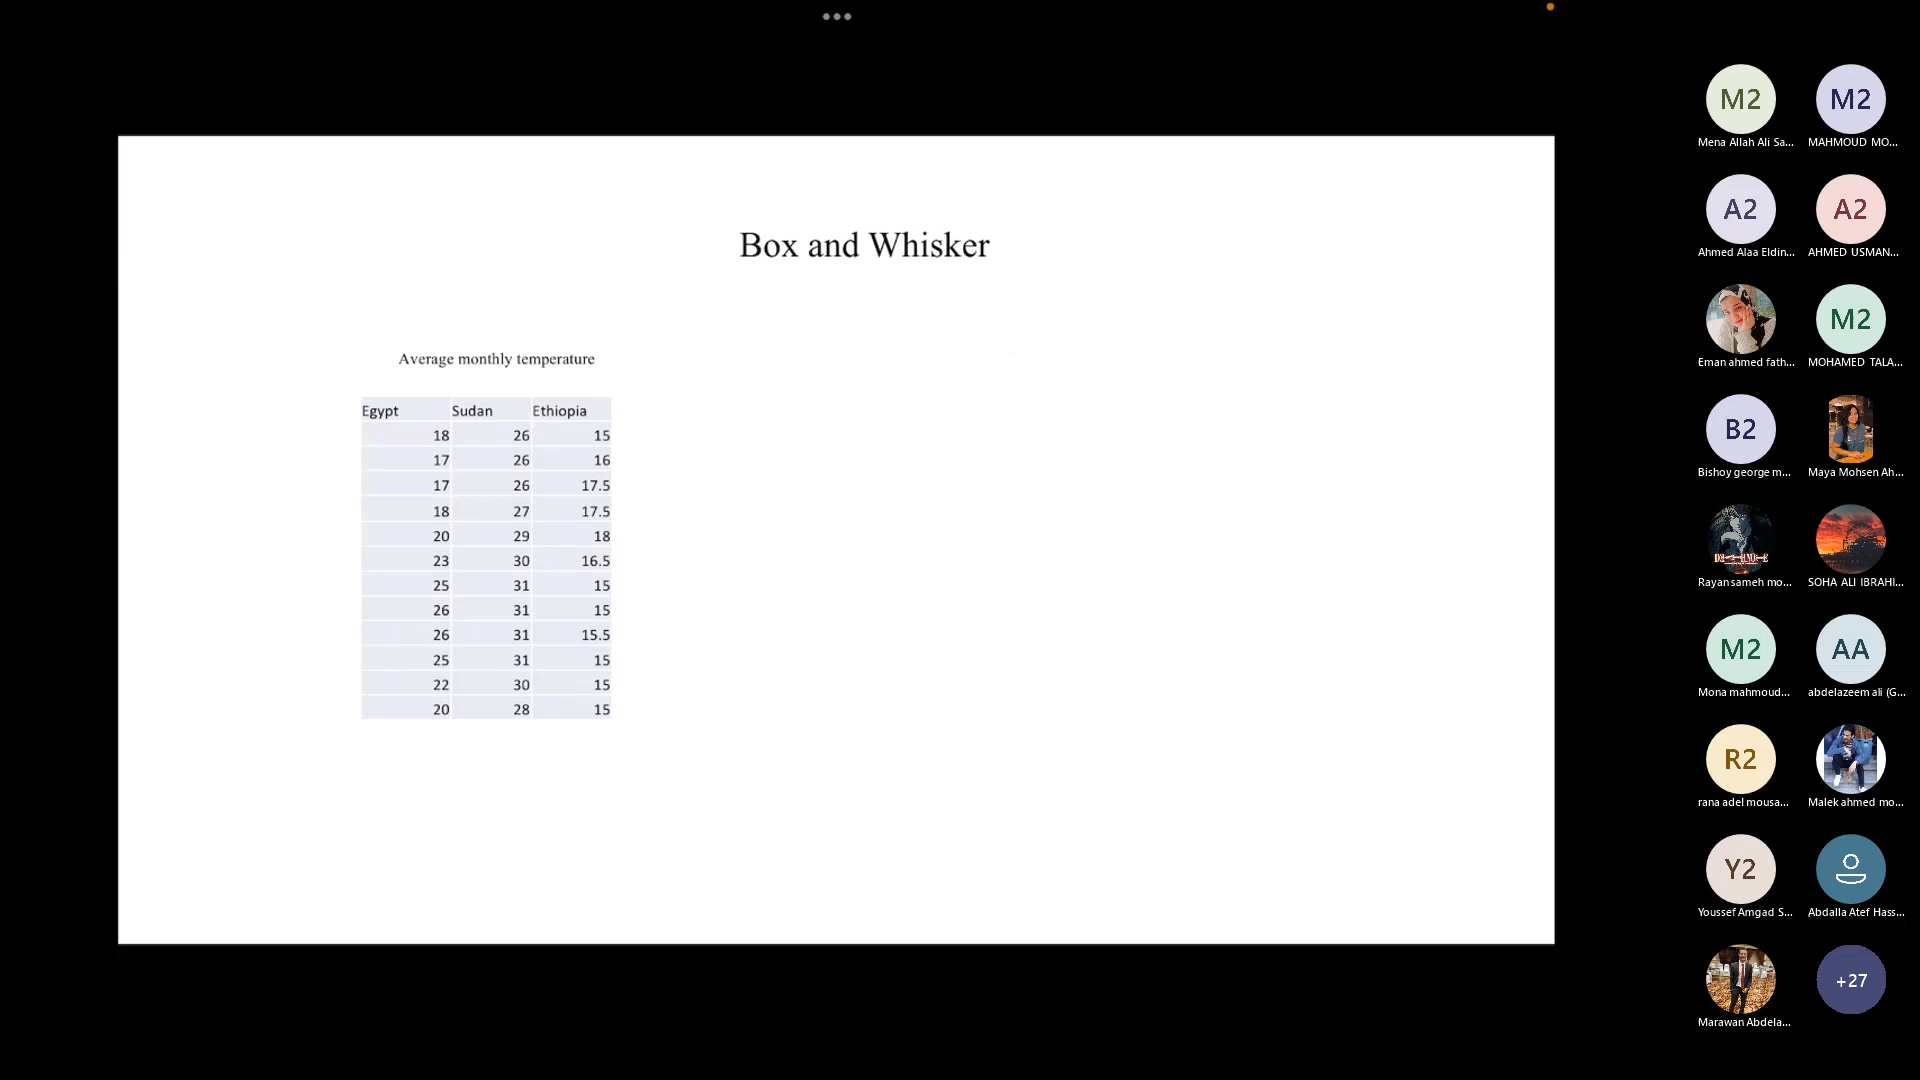 Box and Whisker
Average monthly temperature
Egypt Sudan Ethiopia
18 26 15
17 26 16
17 26 17.5
18 27 17.5
20 29 18
23 30 16.5
25 31 15
26 31 15
26 31 15.5
25 31 15
22 30 15
20 28 15
M2 M2
Mena Allah Ali Sa... MAHMOUD MO...
A2 A2
Ahmed Alaa Eldin... AHMED USMAN...
M2
Eman ahmed fath... MOHAMED TALA...
B2
Bishoy george m... Maya Mohsen Ah...
Rayan sameh mo... SOHA ALI IBRAHI...
M2 AA
Mona mahmoud... abdelazeem ali (G...
R2
rana adel mousa... Malek ahmed mo...
Y2
Youssef Amgad S... Abdalla Atef Hass...
+27
Marawan Abdela...